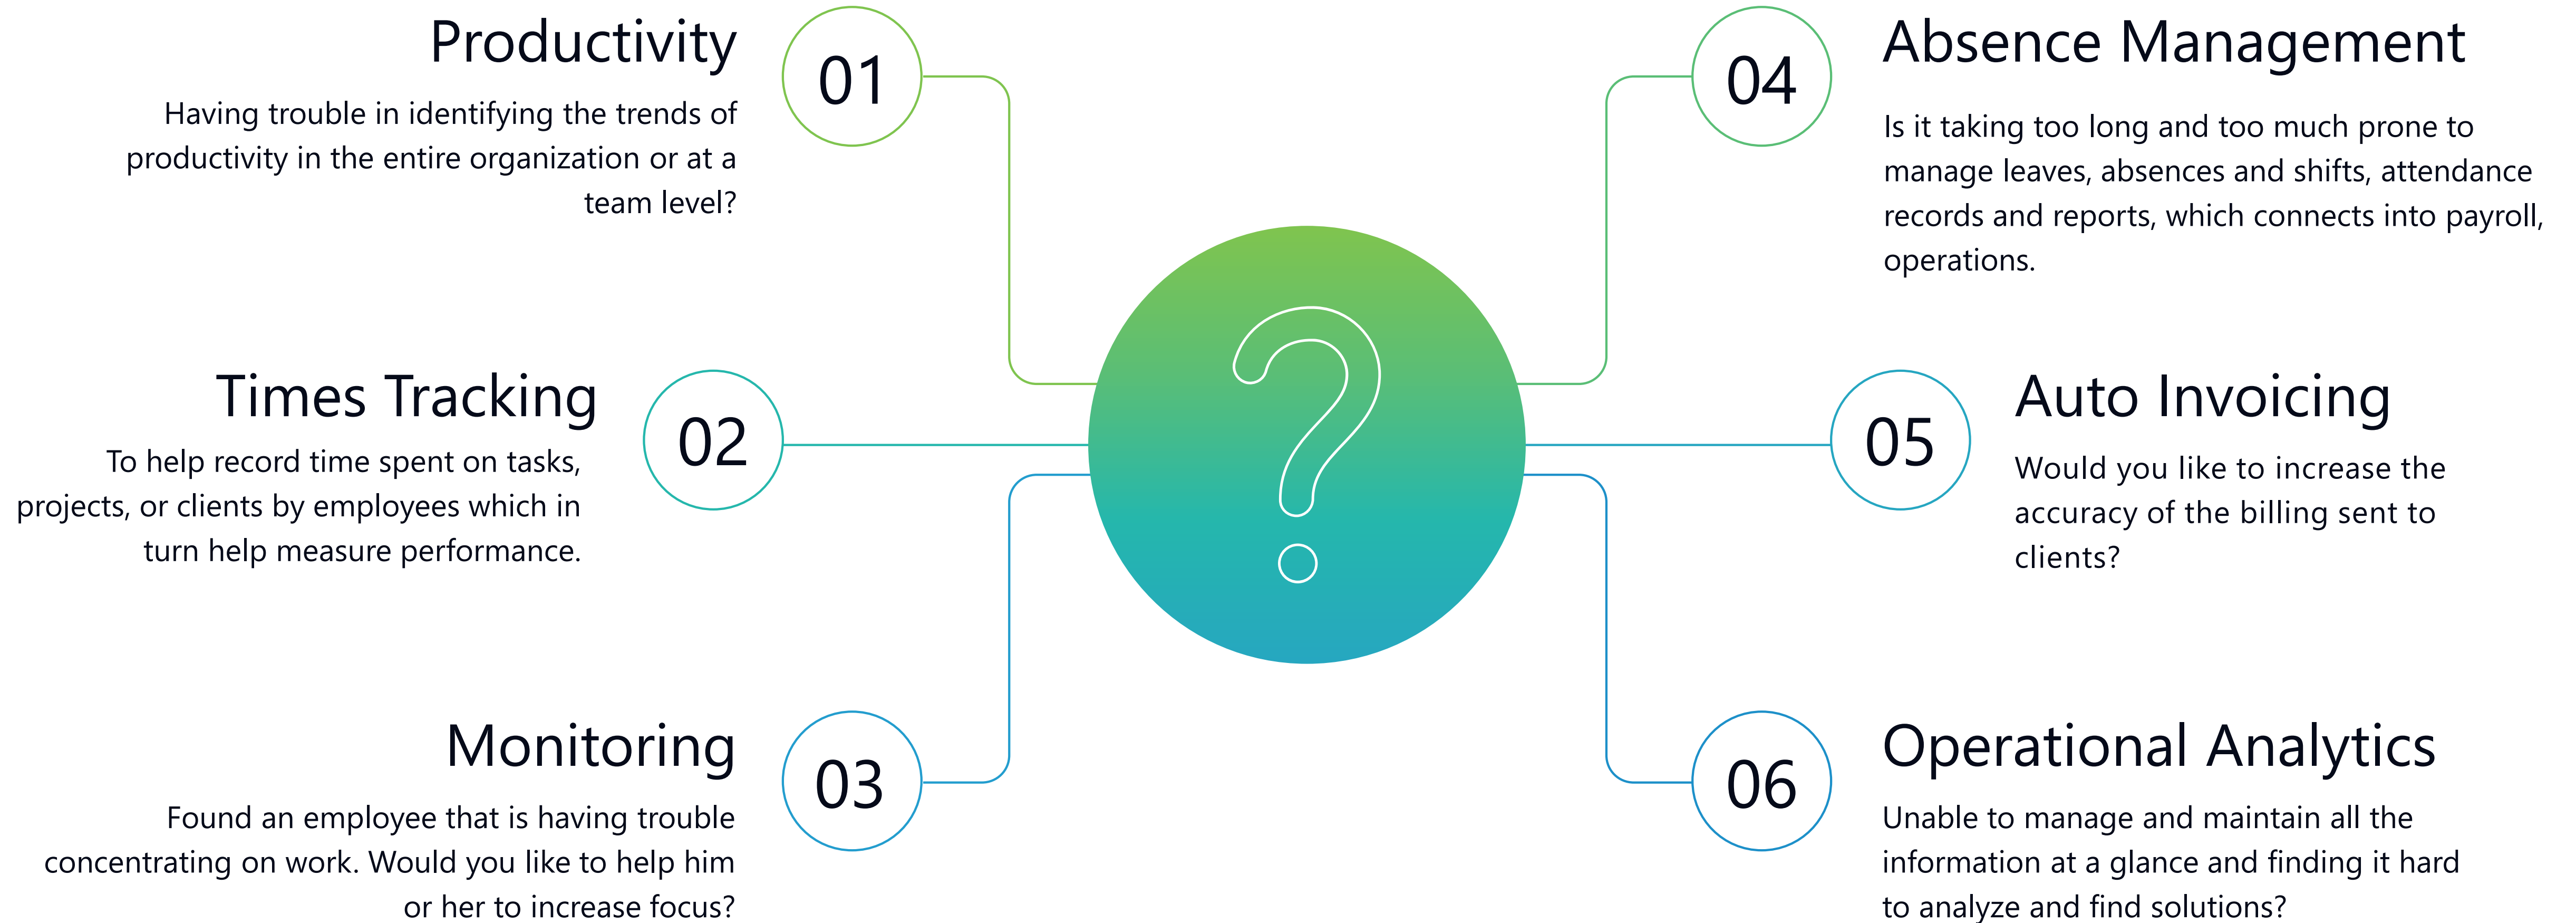 Productivity
01
Having trouble in identifying the trends of
productivity in the entire organization or at a
team level?
Times Tracking
02
To help record time spent on tasks,
projects, or clients by employees which in
turn help measure performance.
Monitoring
03
Found an employee that is having trouble
concentrating on work. Would you like to help him
or her to increase focus?
?
04
Absence Management
Is it taking too long and too much prone to
manage leaves, absences and shifts, attendance
records and reports, which connects into payroll,
operations.
05
Auto Invoicing
Would you like to increase the
accuracy of the billing sent to
clients?
06
Operational Analytics
Unable to manage and maintain all the
information at a glance and finding it hard
to analyze and find solutions?